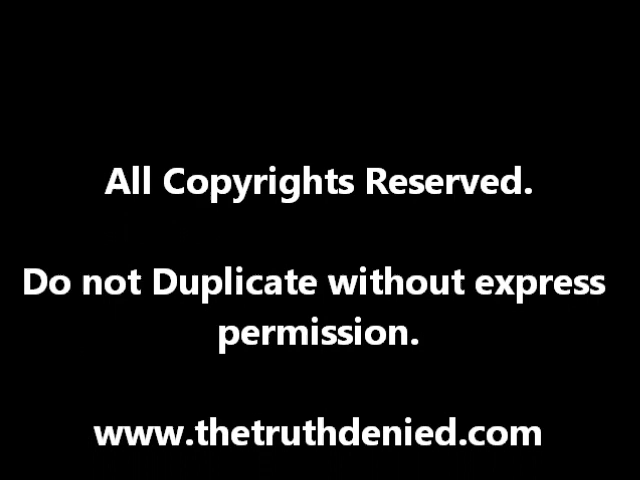 All Copyrights Reserved.
Do not Duplicate without express
permission.
www.thetruthdenied.com